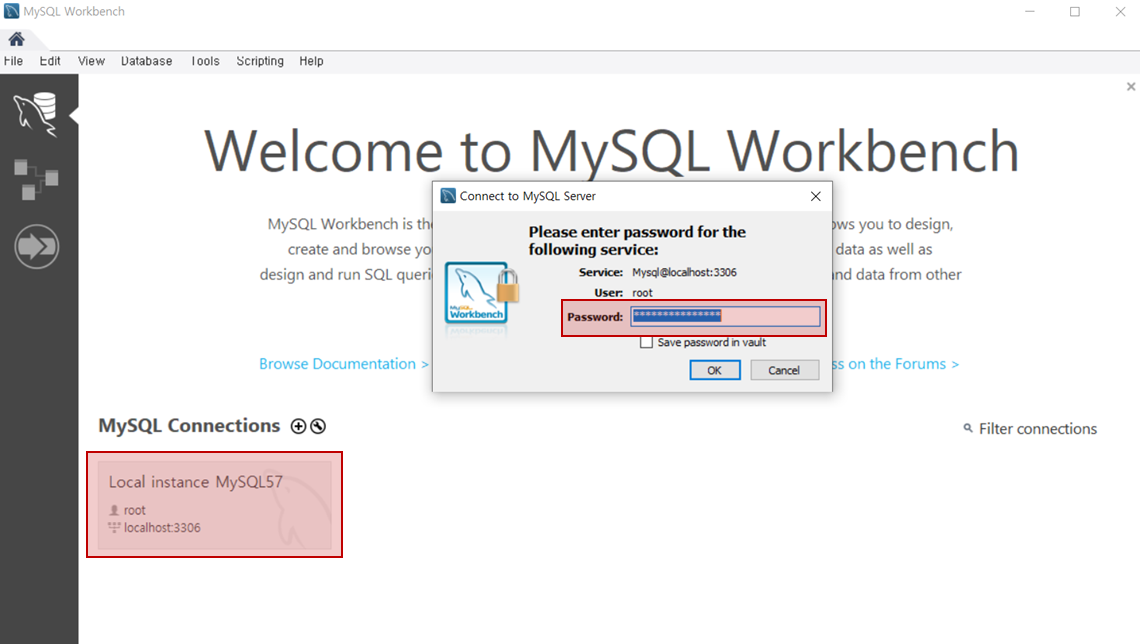 MySQL Workbench
File Edit View Database Tools Scripting Help
Welcome to MySQL Workbench
MySQL Workbench is the
ows you to design,
create and browse yo
data as well as
design and run SQL queri
nd data from other
Browse Documentation >
ss on the Forums >
Connect to MySQL Server
Please enter password for the
following service:
Service: Mysql@localhost:3306
User: root
Password: ***************
Save password in vault
OK Cancel
MySQL
Workbench
MySQL Connections
Filter connections
Local instance MySQL57
root
localhost:3306